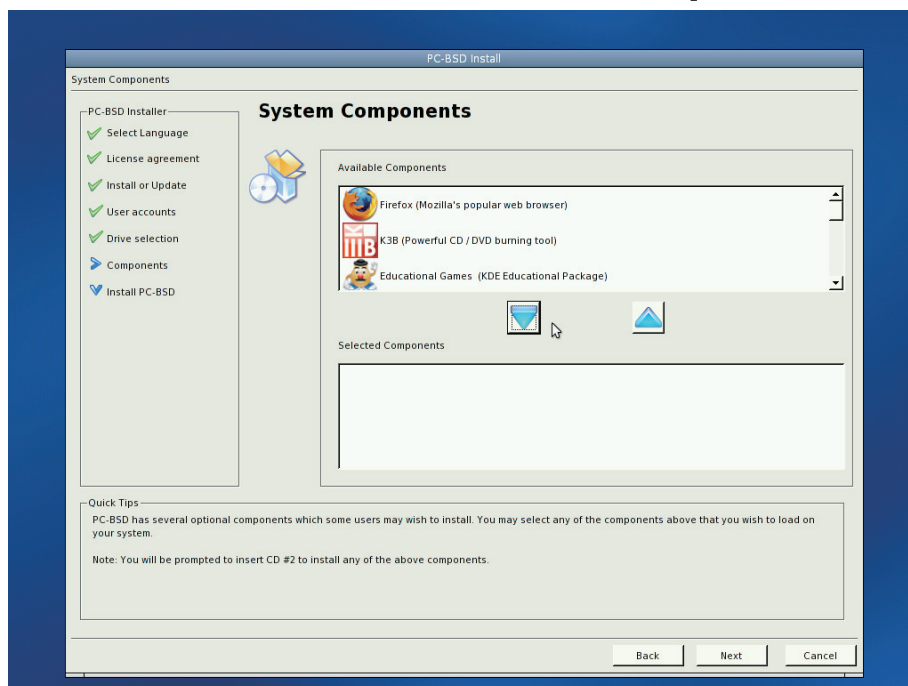 PC-BSD Install
System Components
PC-BSD Installer
Select Language
License agreement
Install or Update
User accounts
Drive selection
Components
Install PC-BSD
System Components
Available Components
Firefox (Mozilla's popular web browser)
K3B (Powerful CD / DVD burning tool)
Educational Games (KDE Educational Package)
Selected Components
Quick Tips
PC-BSD has several optional components which some users may wish to install. You may select any of the components above that you wish to load on
your system.
Note: You will be prompted to insert CD #2 to install any of the above components.
Back
Next
Cancel